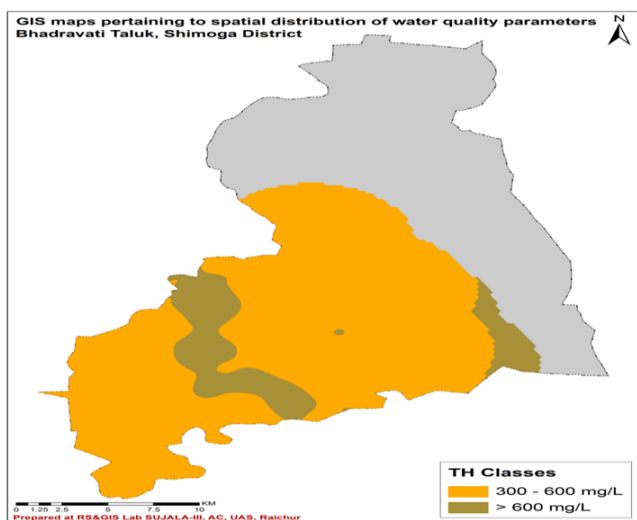 GIS maps pertaining to spatial distribution of water quality parameters
Bhadravati Taluk, Shimoga District
N
TH Classes
300 - 600 mg/L
> 600 mg/L
KM
0 1.25 2.5 5 7.5 10
Prepared at RS&GIS Lab SUJALA-III, AC, UAS, Raichur